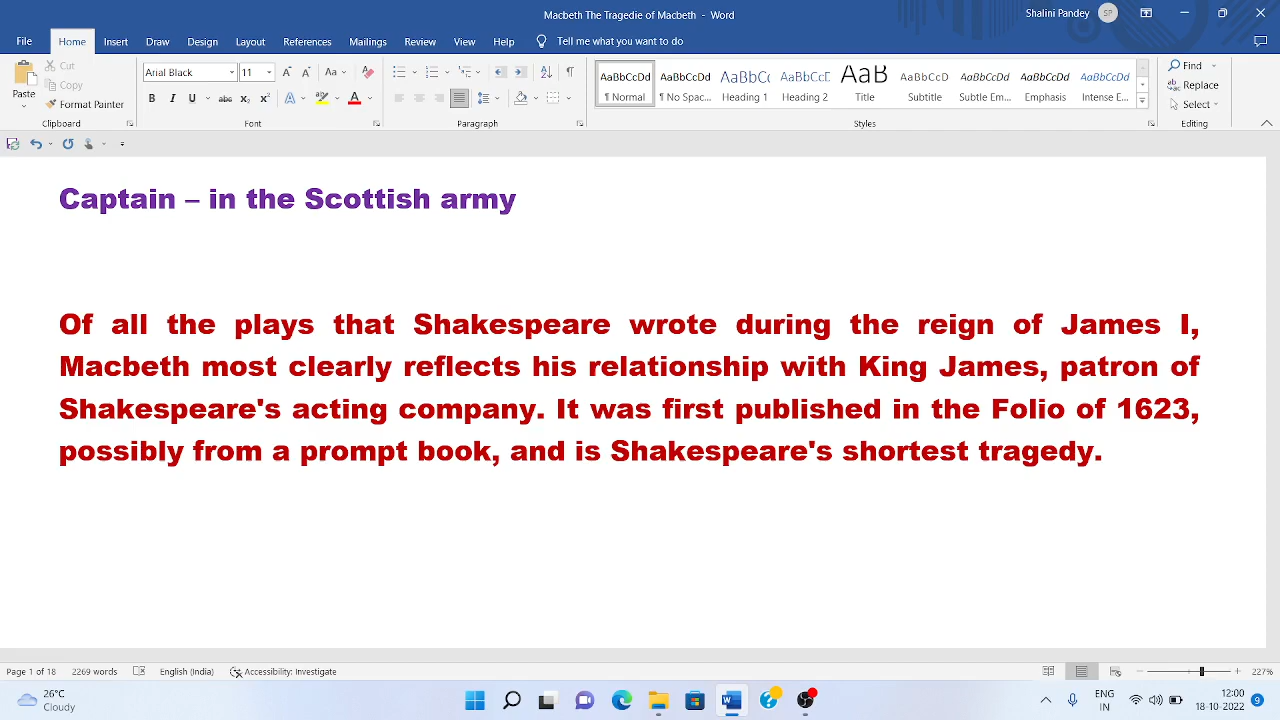 Macbeth The Tragedie of Macbeth - Word
Shalini Pandey SP
File Home Insert Draw Design Layout References Mailings Review View Help Tell me what you want to do
Paste
Cut
Copy
Format Painter
Clipboard
Arial Black 11
Font
Paragraph
AaBbCcDd AaBbCcDd AaBbCc AaBbCcE AaB AaBbCcD AaBbCcDd AaBbCcDd AaBbCcDd
¶ Normal ¶ No Spac... Heading 1 Heading 2 Title Subtitle Subtle Em... Emphasis Intense E...
Styles
Find
Replace
Select
Editing
Captain – in the Scottish army
Of all the plays that Shakespeare wrote during the reign of James I,
Macbeth most clearly reflects his relationship with King James, patron of
Shakespeare's acting company. It was first published in the Folio of 1623,
possibly from a prompt book, and is Shakespeare's shortest tragedy.
Page 1 of 18 2269 words English (India) Accessibility: Investigate 227%
26°C
Cloudy
ENG
IN
12:00
18-10-2022
9